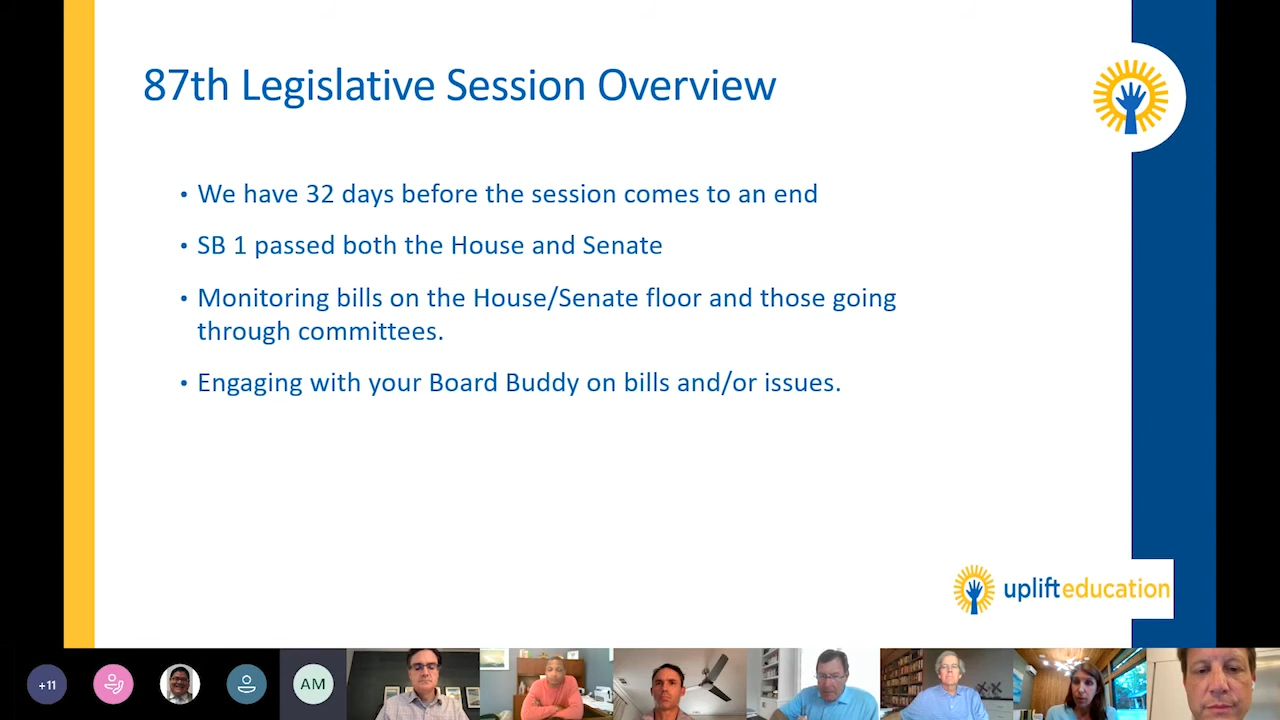 87th Legislative Session Overview
• We have 32 days before the session comes to an end
• SB 1 passed both the House and Senate
• Monitoring bills on the House/Senate floor and those going
through committees.
• Engaging with your Board Buddy on bills and/or issues.
uplift education
+11
AM